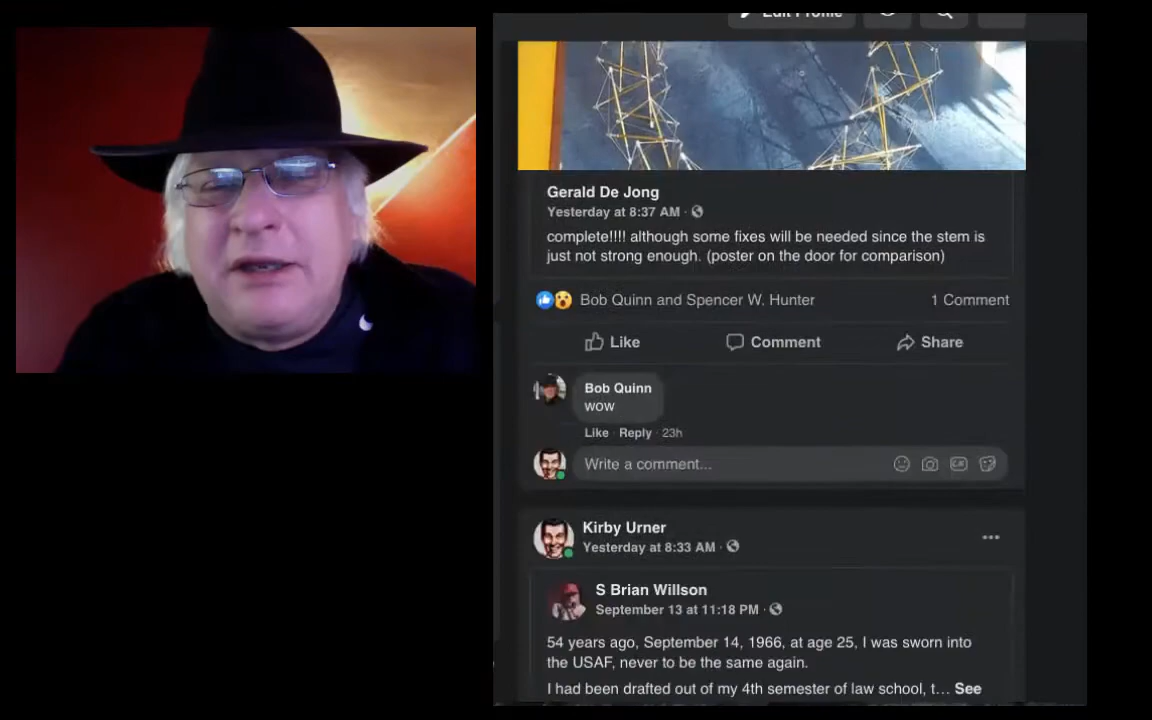 Edit Profile
Gerald De Jong
Yesterday at 8:37 AM ·
complete!!!! although some fixes will be needed since the stem is
just not strong enough. (poster on the door for comparison)
Bob Quinn and Spencer W. Hunter
1 Comment
Like
Comment
Share
Bob Quinn
wow
Like · Reply · 23h
Write a comment...
Kirby Urner
Yesterday at 8:33 AM ·
S Brian Willson
September 13 at 11:18 PM ·
54 years ago, September 14, 1966, at age 25, I was sworn into
the USAF, never to be the same again.
I had been drafted out of my 4th semester of law school, t... See